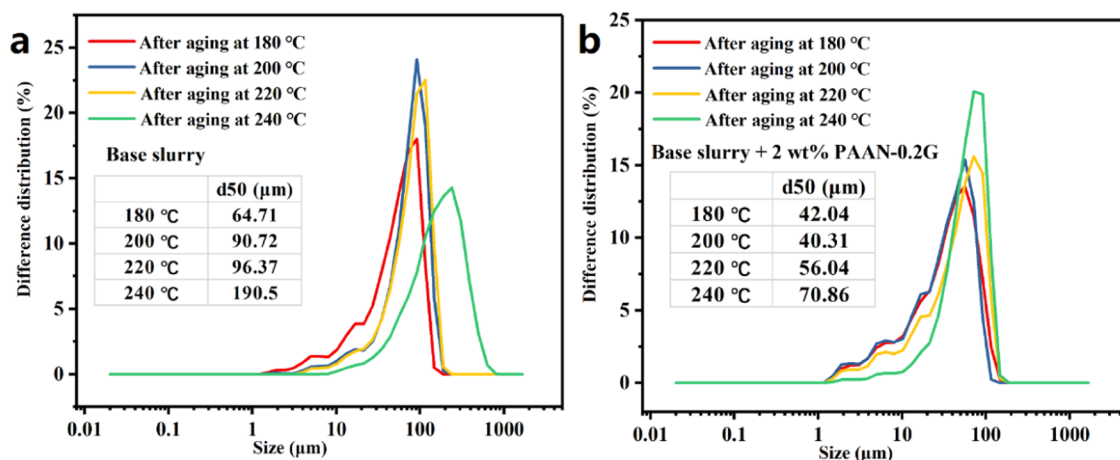 a
After aging at 180 ℃
After aging at 200 ℃
After aging at 220 ℃
After aging at 240 ℃
Base slurry
d50 (µm)
180 ℃ 64.71
200 ℃ 90.72
220 ℃ 96.37
240 ℃ 190.5
Difference distribution (%)
25
20
15
10
5
0
0.01 0.1 1 10 100 1000
Size (µm)
b
After aging at 180 ℃
After aging at 200 ℃
After aging at 220 ℃
After aging at 240 ℃
Base slurry + 2 wt% PAAN-0.2G
d50 (µm)
180 ℃ 42.04
200 ℃ 40.31
220 ℃ 56.04
240 ℃ 70.86
Difference distribution (%)
25
20
15
10
5
0
0.01 0.1 1 10 100 1000
Size (µm)